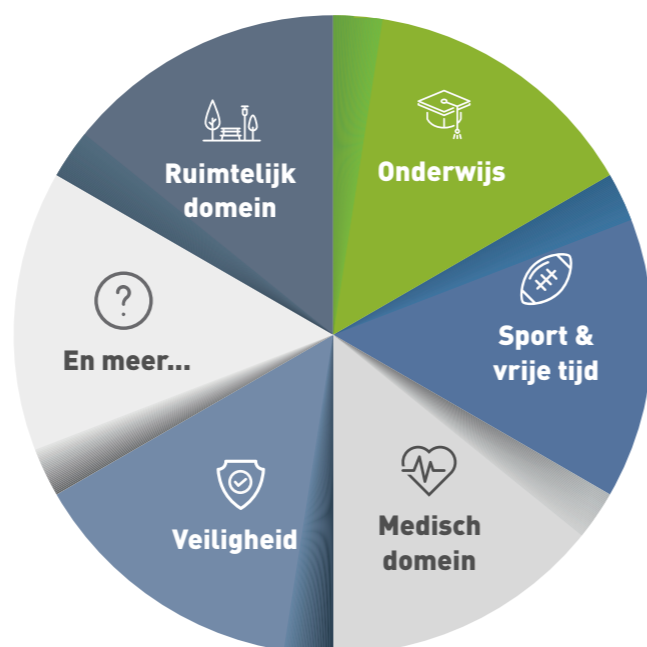 Onderwijs
Sport &
vrije tijd
Medisch
domein
Veiligheid
En meer...
Ruimtelijk
domein